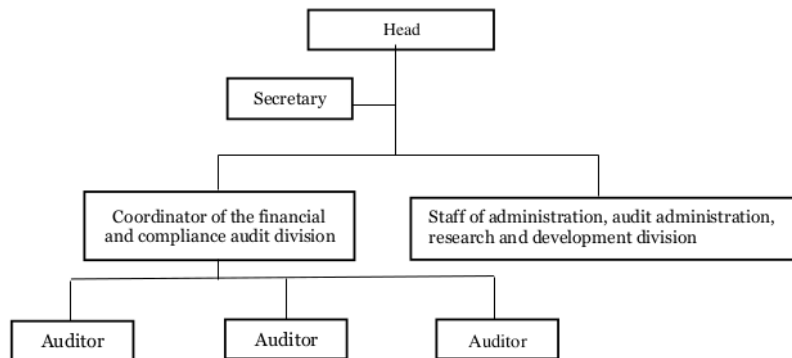 Head
Secretary
Coordinator of the financial
and compliance audit division
Staff of administration, audit administration,
research and development division
Auditor
Auditor
Auditor